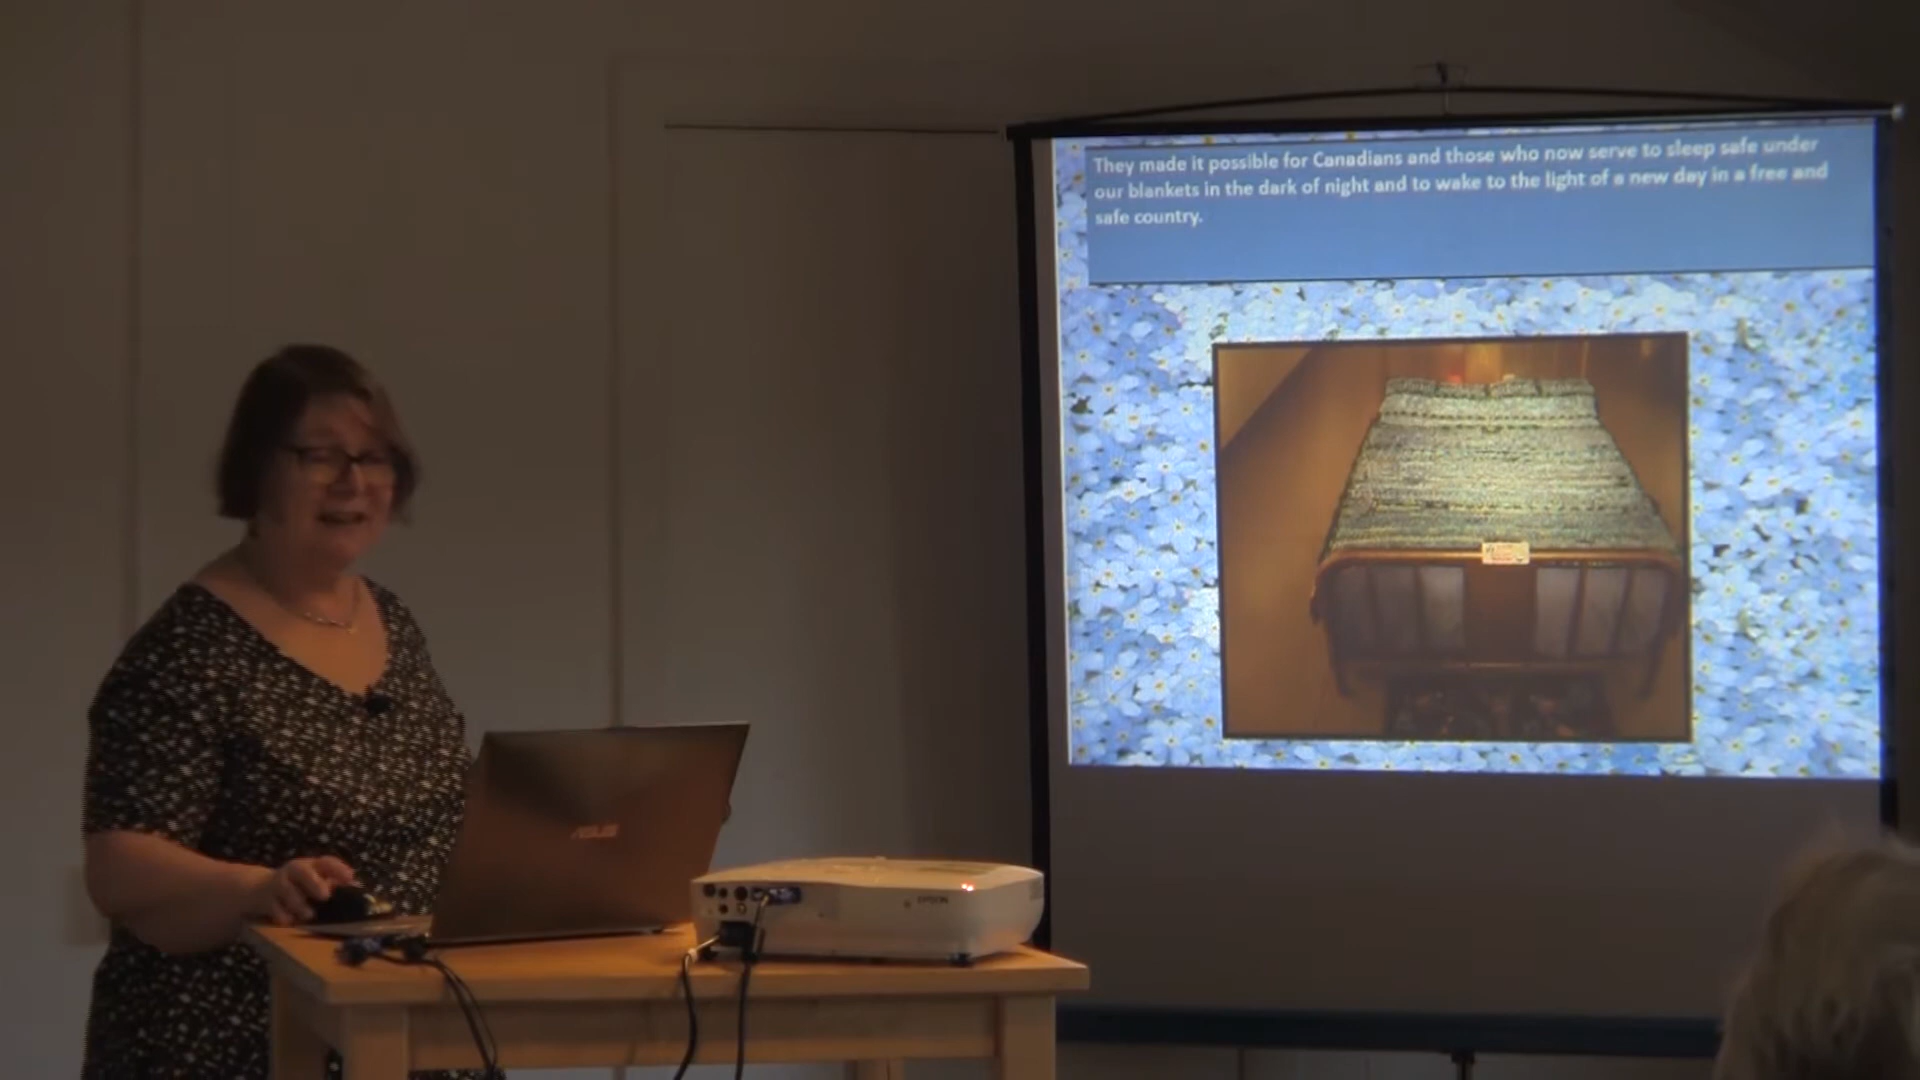 They made it possible for Canadians and those who now serve to sleep safe under
our blankets in the dark of night and to wake to the light of a new day in a free and
safe country.
ASUS
EPSON